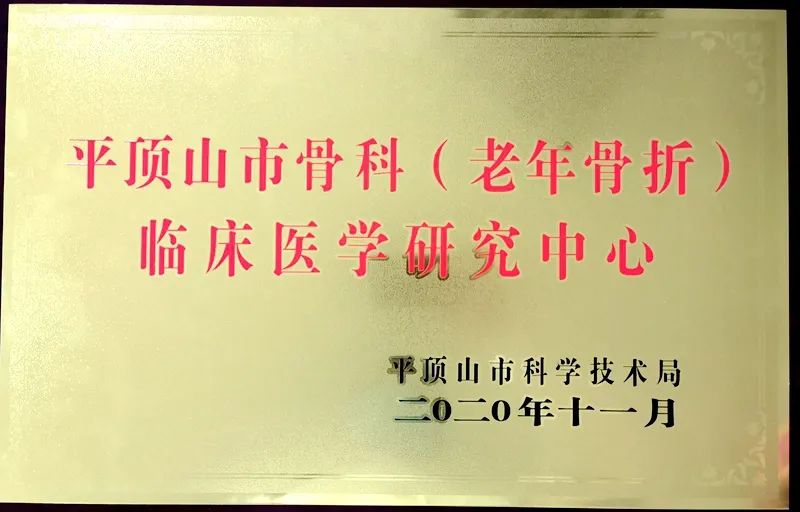 平顶山市骨科（老年骨折）
临床医学研究中心
平顶山市科学技术局
二〇二〇年十一月